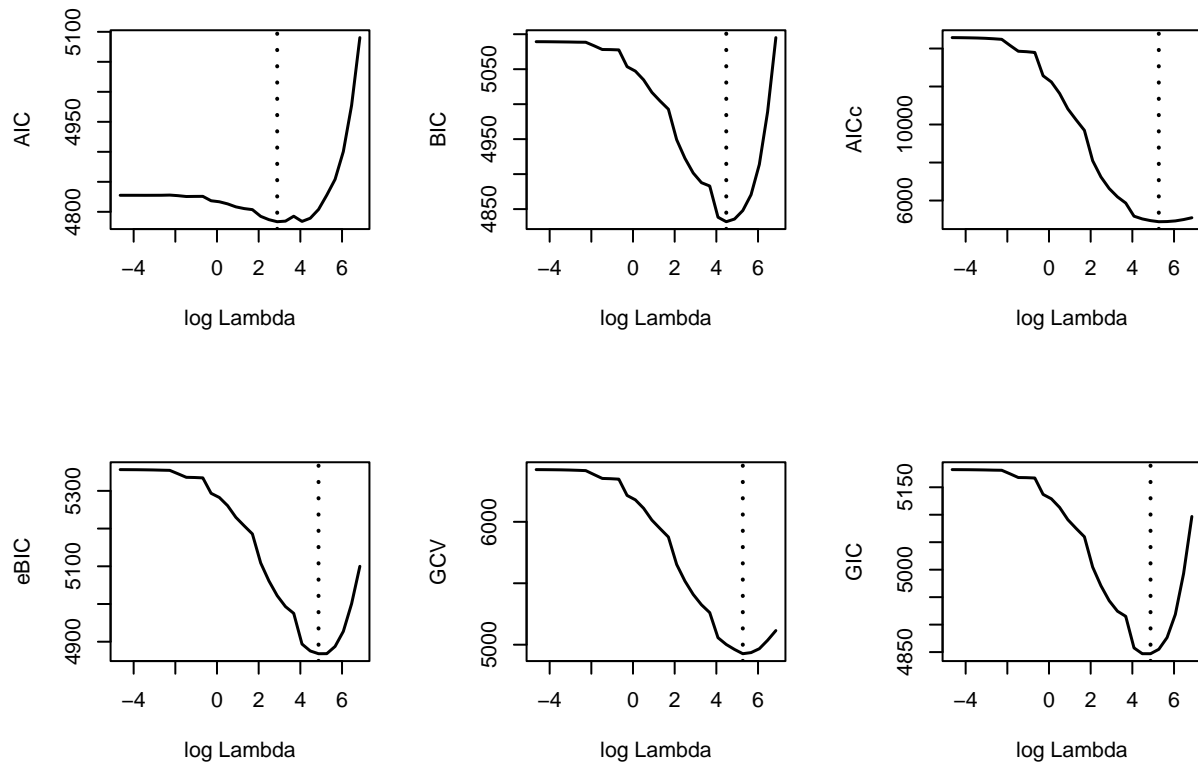 AIC
4800 4950 5100
−4 0 2 4 6
log Lambda
BIC
4850 4950 5050
−4 0 2 4 6
log Lambda
AICc
6000 10000
−4 0 2 4 6
log Lambda
eBIC
4900 5100 5300
−4 0 2 4 6
log Lambda
GCV
5000 6000
−4 0 2 4 6
log Lambda
GIC
4850 5000 5150
−4 0 2 4 6
log Lambda